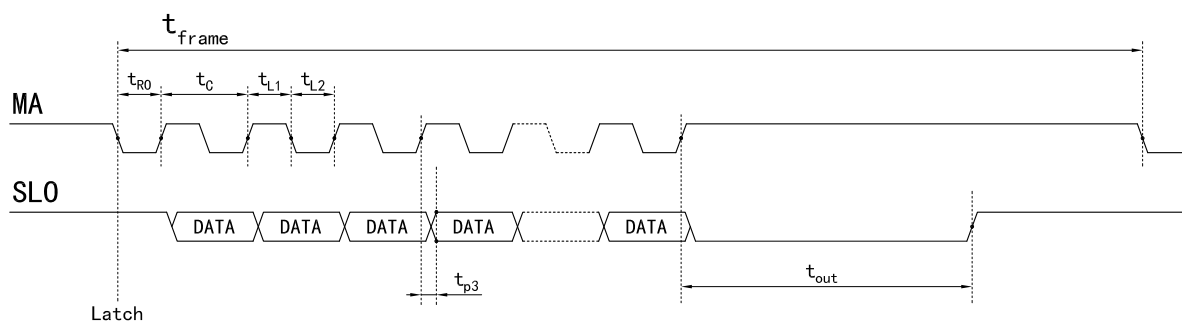 t_frame
t_R0 t_C t_L1 t_L2
MA
SLO
DATA DATA DATA DATA DATA
t_p3 t_out
Latch